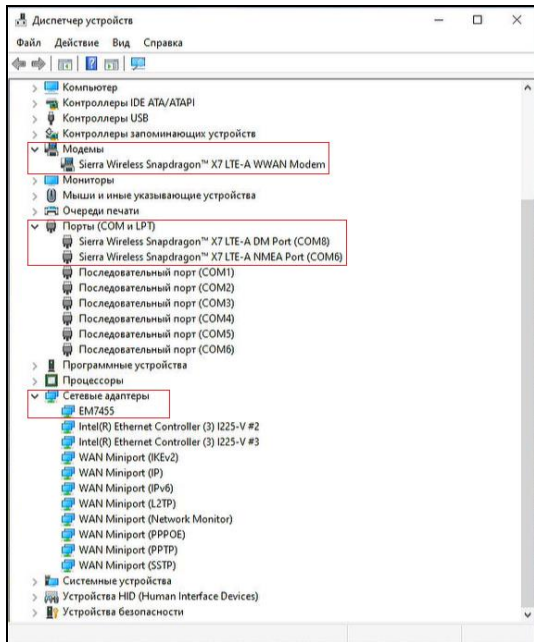 Диспетчер устройств
Файл Действие Вид Справка
Компьютер
Контроллеры IDE ATA/ATAPI
Контроллеры USB
Контроллеры запоминающих устройств
Модемы
Sierra Wireless Snapdragon™ X7 LTE-A WWAN Modem
Мониторы
Мыши и иные указывающие устройства
Очереди печати
Порты (COM и LPT)
Sierra Wireless Snapdragon™ X7 LTE-A DM Port (COM8)
Sierra Wireless Snapdragon™ X7 LTE-A NMEA Port (COM6)
Последовательный порт (COM1)
Последовательный порт (COM2)
Последовательный порт (COM3)
Последовательный порт (COM4)
Последовательный порт (COM5)
Последовательный порт (COM6)
Программные устройства
Процессоры
Сетевые адаптеры
EM7455
Intel(R) Ethernet Controller (3) I225-V #2
Intel(R) Ethernet Controller (3) I225-V #3
WAN Miniport (IKEv2)
WAN Miniport (IP)
WAN Miniport (IPv6)
WAN Miniport (L2TP)
WAN Miniport (Network Monitor)
WAN Miniport (PPPOE)
WAN Miniport (PPTP)
WAN Miniport (SSTP)
Системные устройства
Устройства HID (Human Interface Devices)
Устройства безопасности